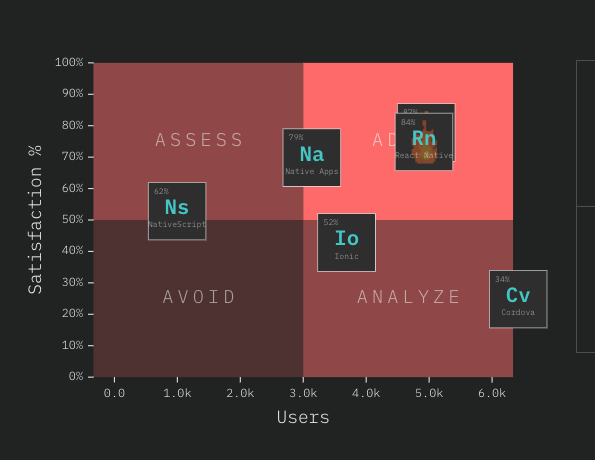 100%
90%
80%
70%
60%
50%
40%
30%
20%
10%
0%
Satisfaction %
ASSESS
AD
AVOID
ANALYZE
79%
Na
Native Apps
84%
Rn
React Native
62%
Ns
NativeScript
52%
Io
Ionic
34%
Cv
Cordova
0.0
1.0k
2.0k
3.0k
4.0k
5.0k
6.0k
Users